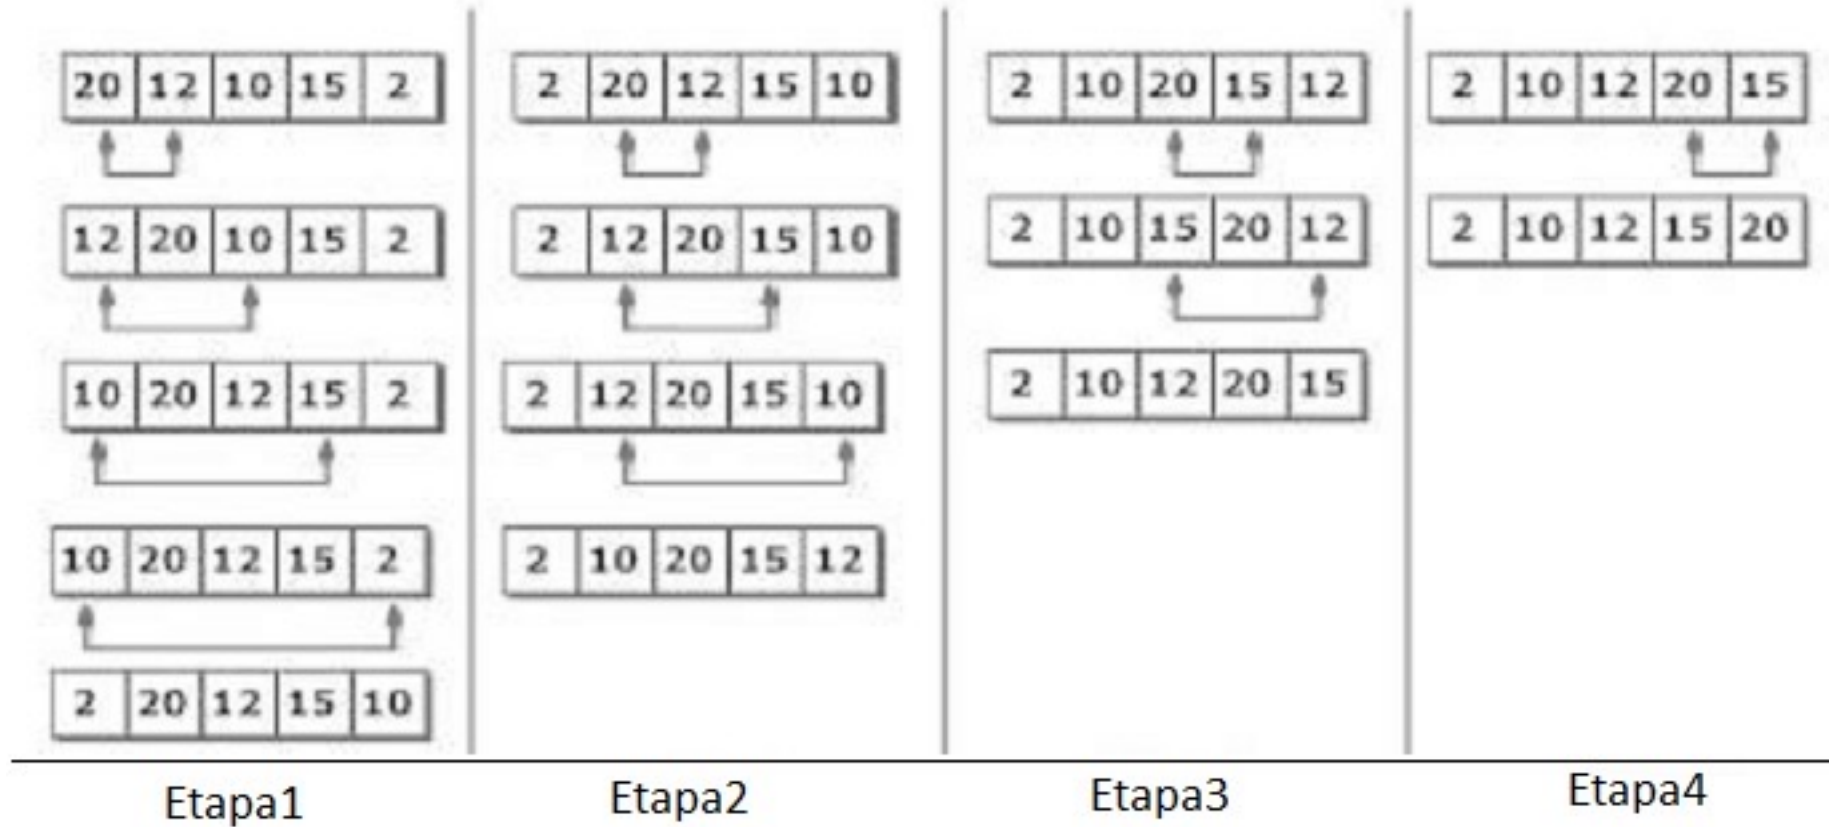 20 12 10 15 2
12 20 10 15 2
10 20 12 15 2
10 20 12 15 2
2 20 12 15 10
Etapa1
2 20 12 15 10
2 12 20 15 10
2 12 20 15 10
2 10 20 15 12
Etapa2
2 10 20 15 12
2 10 15 20 12
2 10 12 20 15
Etapa3
2 10 12 20 15
2 10 12 15 20
Etapa4